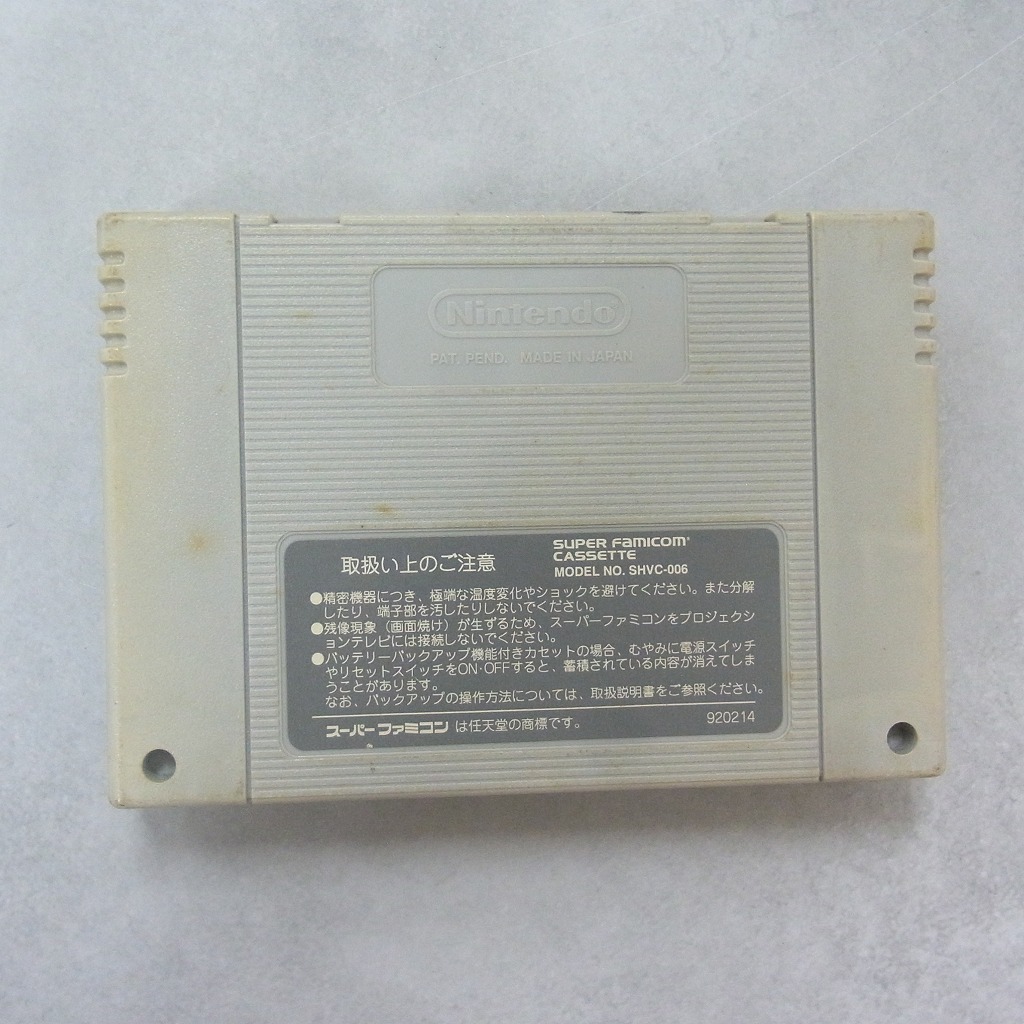 Nintendo
PAT. PEND. MADE IN JAPAN
取扱い上のご注意
SUPER FAMICOM
CASSETTE
MODEL NO. SHVC-006
●精密機器につき、極端な温度変化やショックを避けてください。また分解
したり、端子部を汚したりしないでください。
●残像現象（画面焼け）が生ずるため、スーパーファミコンをプロジェクシ
ョンテレビには接続しないでください。
●バッテリーバックアップ機能付きカセットの場合、むやみに電源スイッチ
やリセットスイッチをON·OFFすると、蓄積されている内容が消えてしま
うことがあります。
なお、バックアップの操作方法については、取扱説明書をご参照ください。
スーパーファミコン は任天堂の商標です。
920214